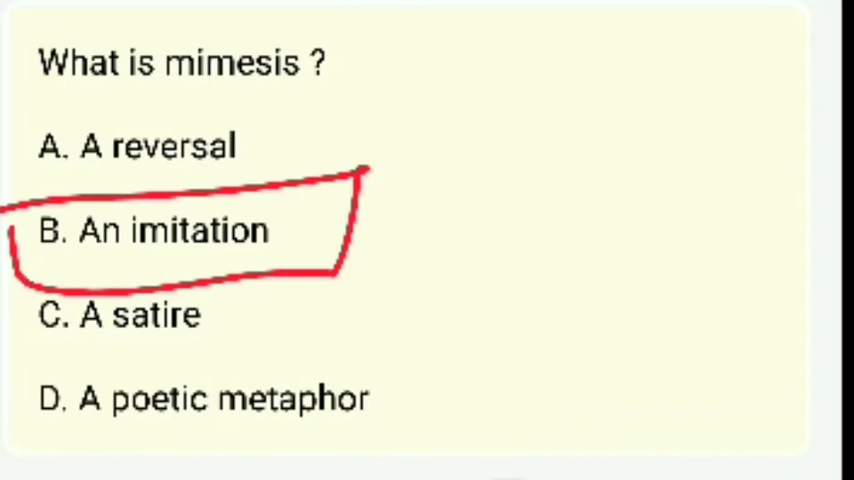 What is mimesis ?
A. A reversal
B. An imitation
C. A satire
D. A poetic metaphor